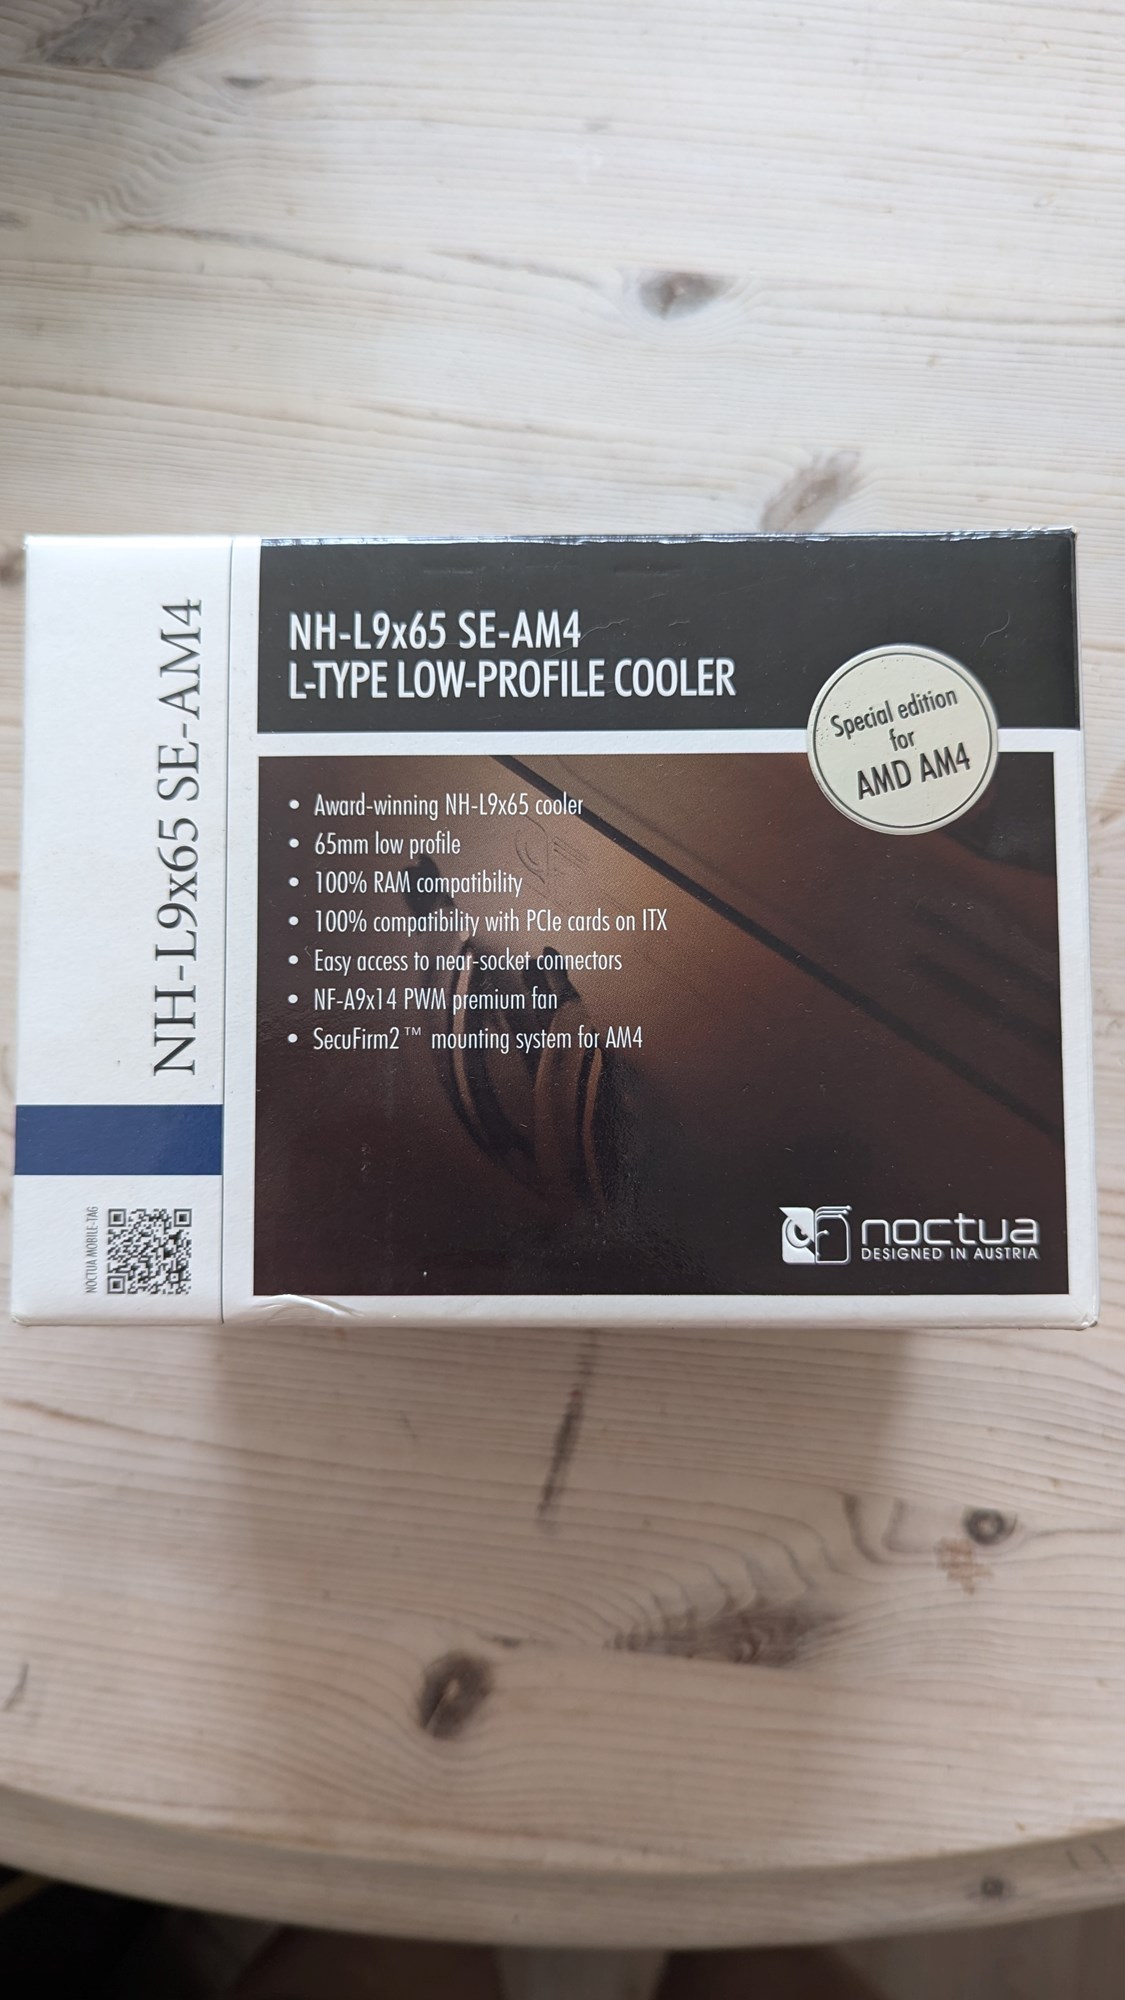 NH-L9x65 SE-AM4
NOCTUA MOBILE-TAG
NH-L9x65 SE-AM4
L-TYPE LOW-PROFILE COOLER
Special edition
for
AMD AM4
• Award-winning NH-L9x65 cooler
• 65mm low profile
• 100% RAM compatibility
• 100% compatibility with PCIe cards on ITX
• Easy access to near-socket connectors
• NF-A9x14 PWM premium fan
• SecuFirm2™ mounting system for AM4
noctua
DESIGNED IN AUSTRIA